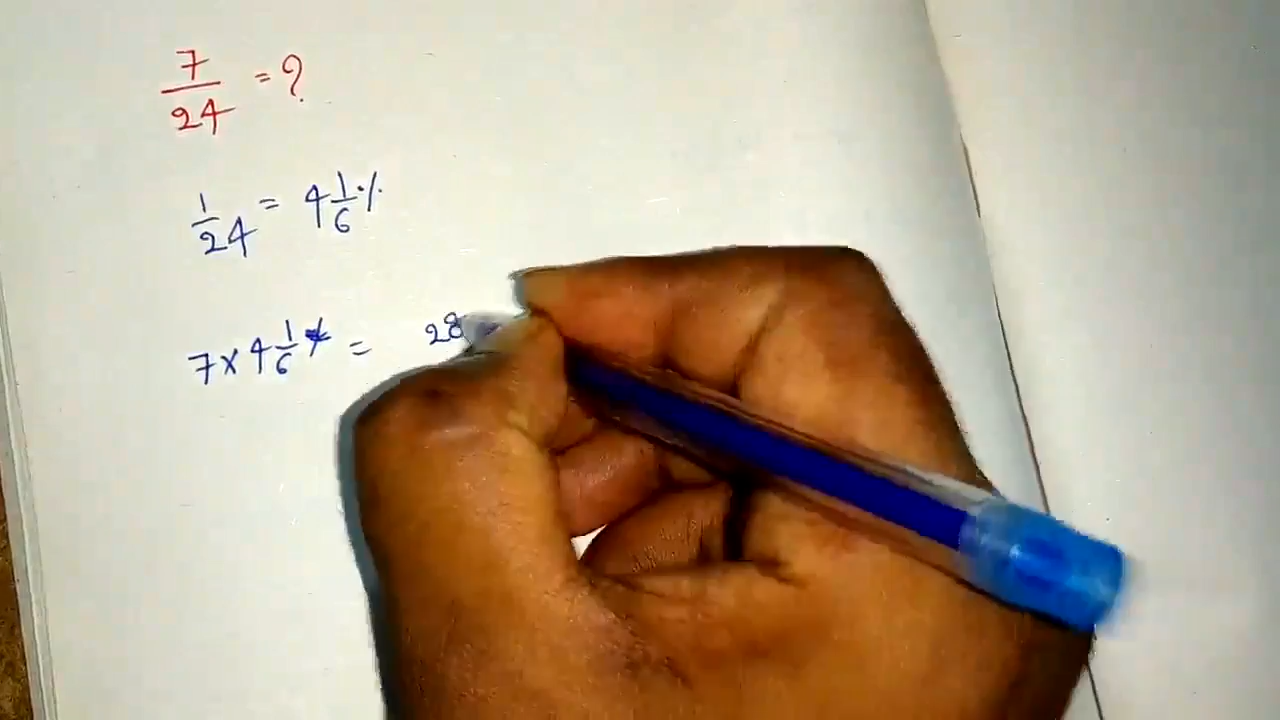 7/24 = ?
1/24 = 4 1/6 %
7 × 4 1/6 = 28